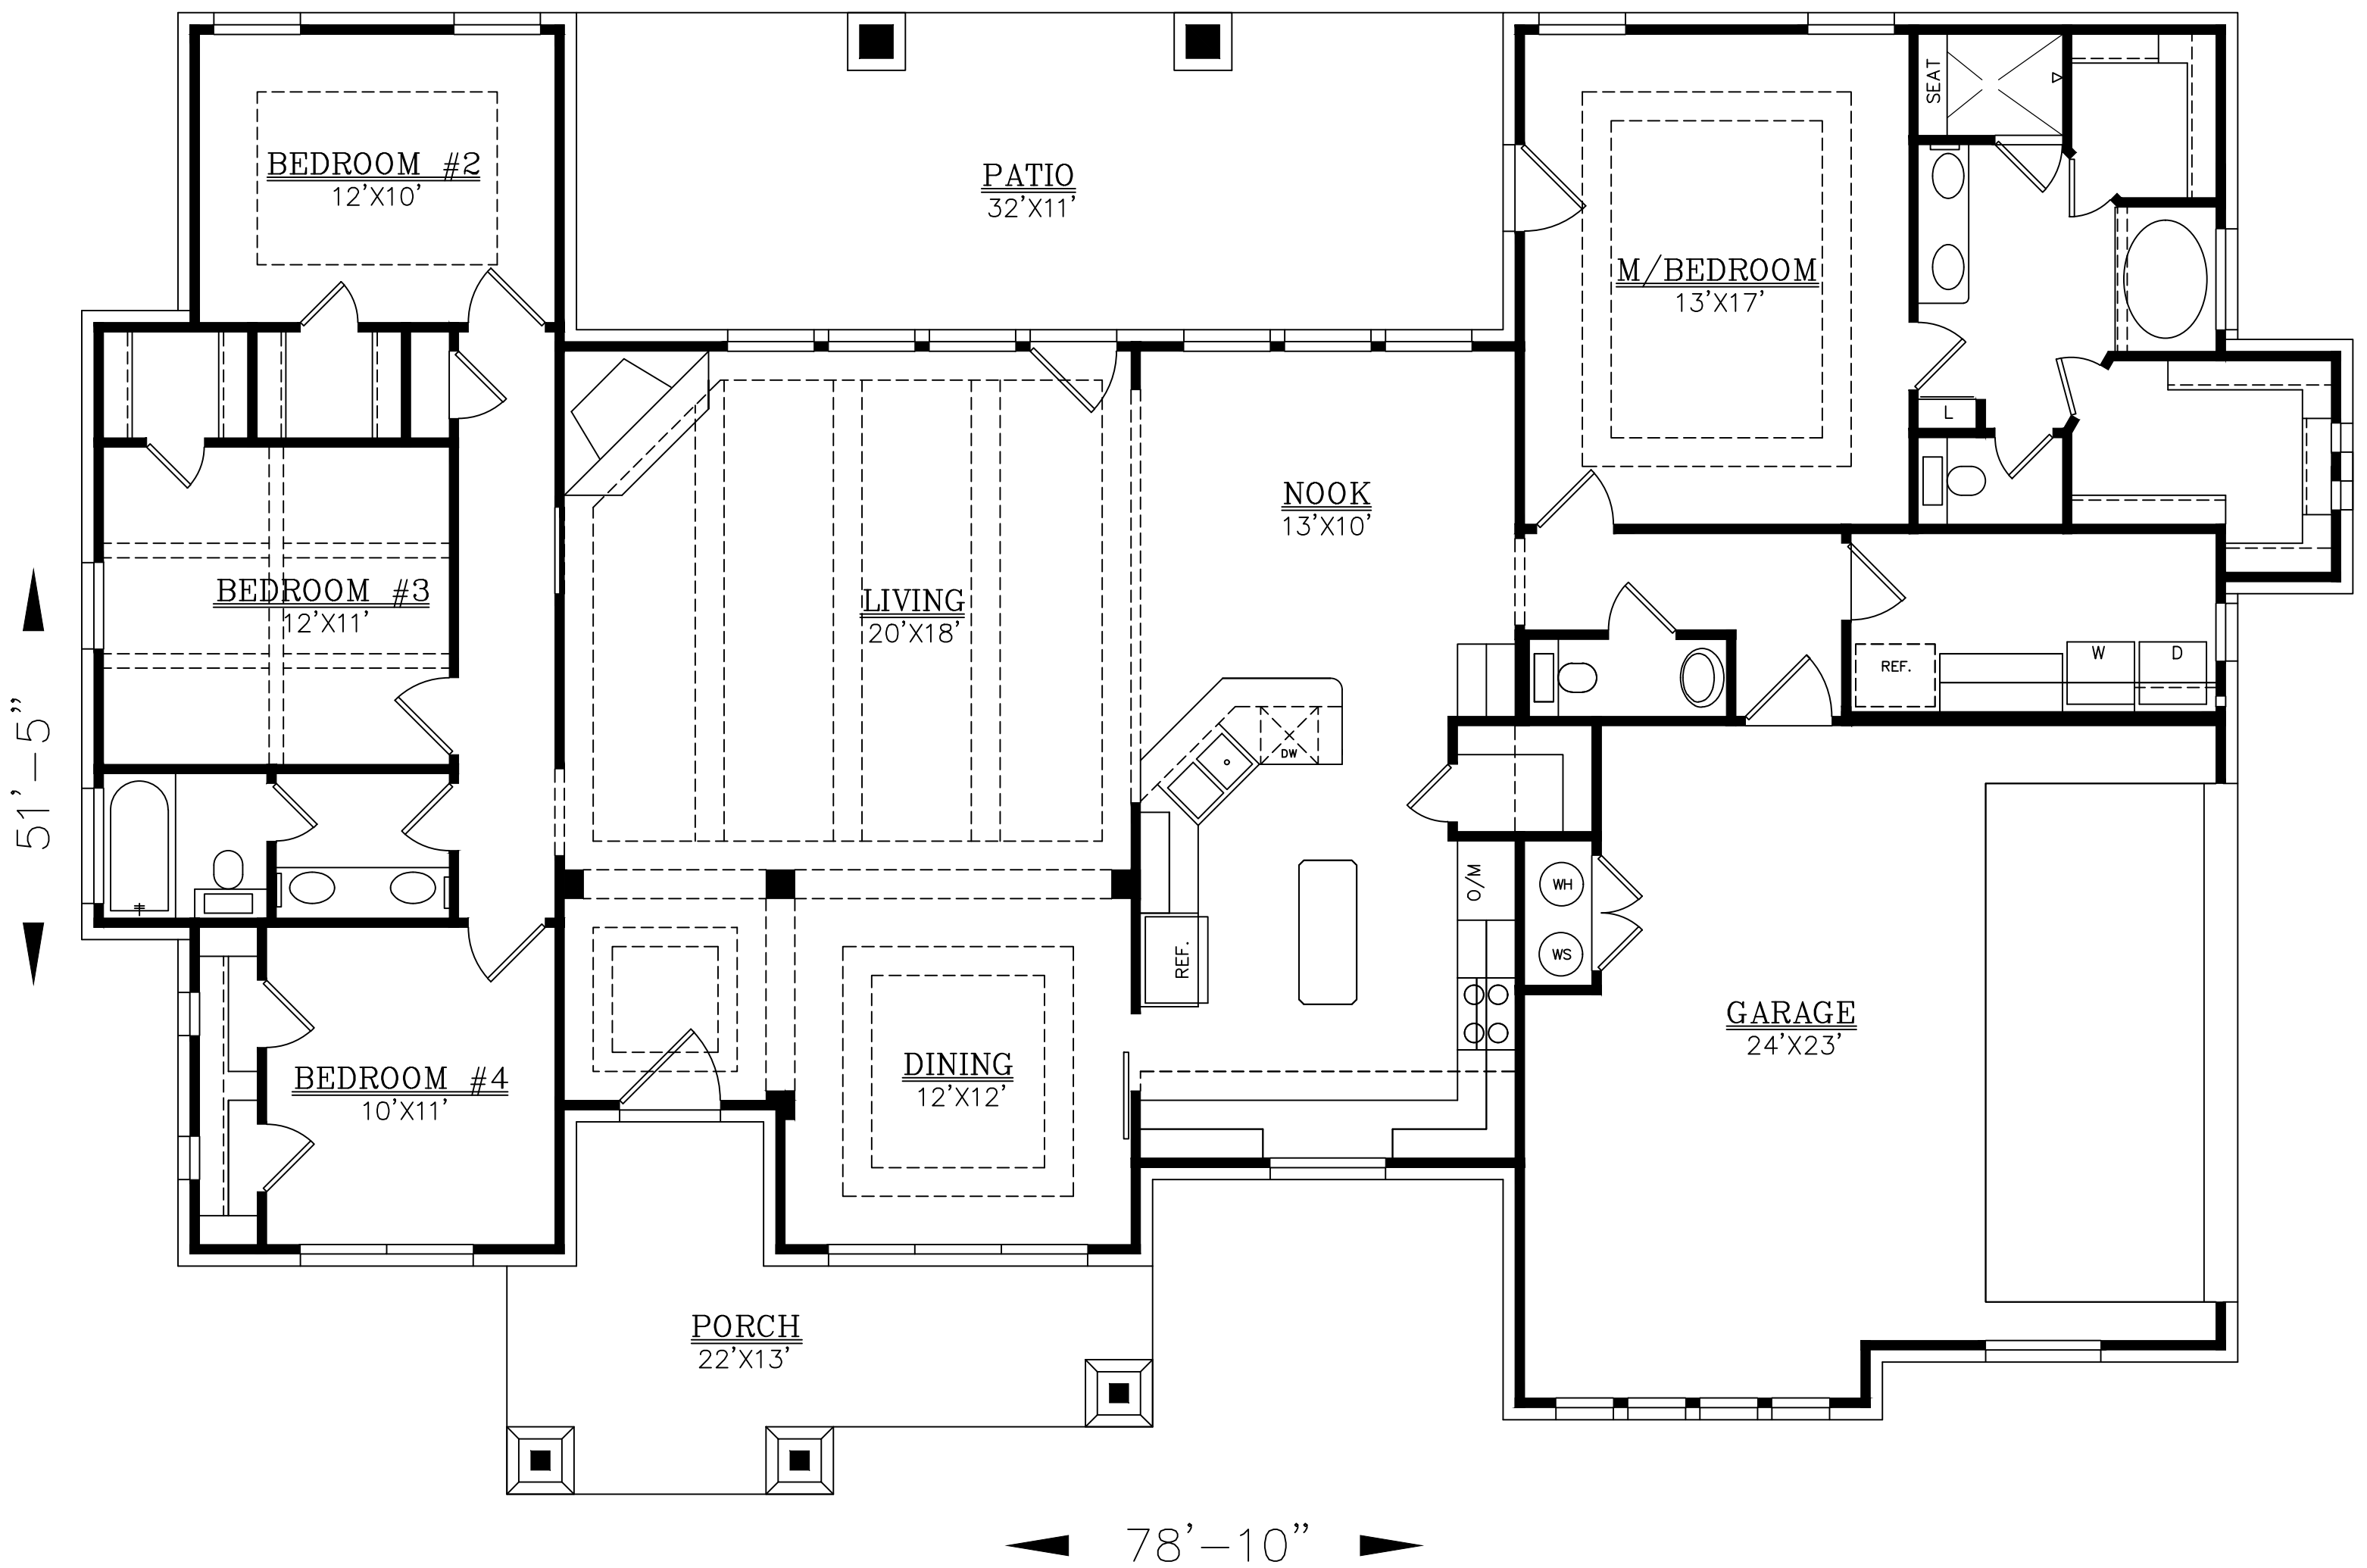 BEDROOM #2
12'X10'
PATIO
32'X11'
SEAT
M/BEDROOM
13'X17'
L
NOOK
13'X10'
BEDROOM #3
12'X11'
LIVING
20'X18'
REF.
W
D
DW
51'-5"
O/M
WH
REF.
WS
BEDROOM #4
10'X11'
DINING
12'X12'
GARAGE
24'X23'
PORCH
22'X13'
78'-10"